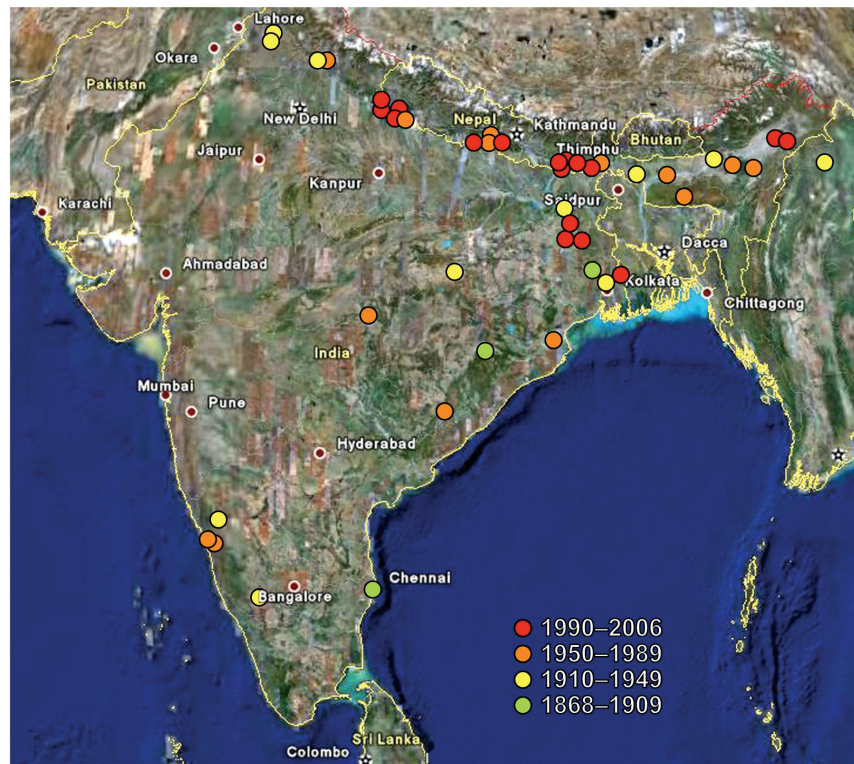 Lahore
Okara
Pakistan
New Delhi
Nepal
Kathmandu
Bhutan
Thimphu
Jaipur
Kanpur
Saidpur
Karachi
Dacca
Ahmadabad
Kolkata
Chittagong
India
Mumbai
Pune
Hyderabad
Chennai
Bangalore
1990–2006
1950–1989
1910–1949
1868–1909
Sri Lanka
Colombo